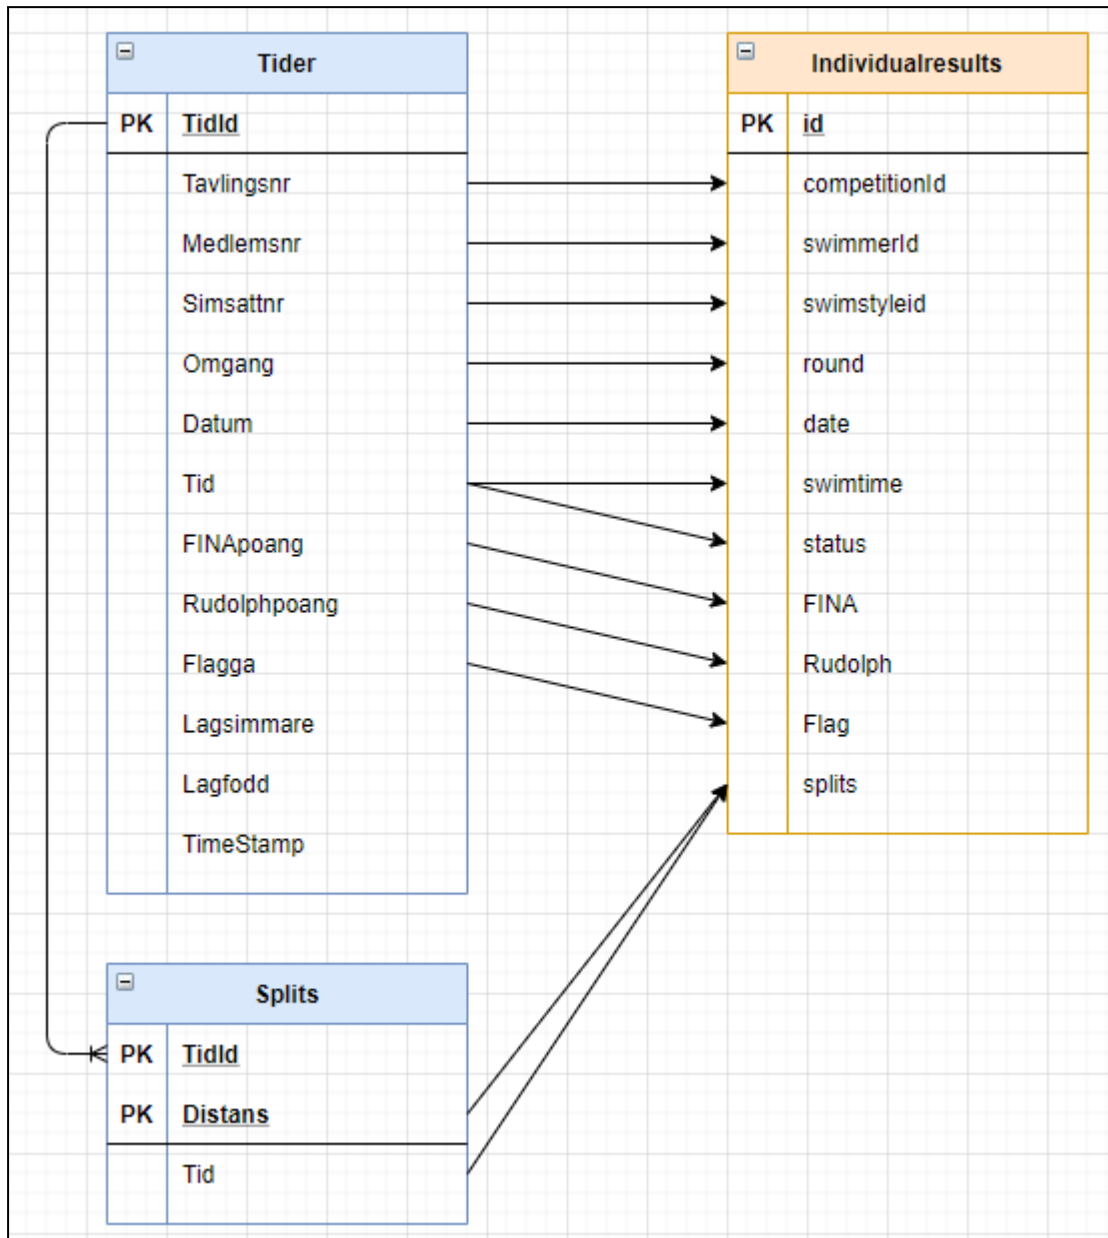 Tider
PK TidId
Tavlingsnr
Medlemsnr
Simsattnr
Omgang
Datum
Tid
FINApoang
Rudolphpoang
Flagga
Lagsimmare
Lagfodd
TimeStamp
Individualresults
PK id
competitionId
swimmerId
swimstyleid
round
date
swimtime
status
FINA
Rudolph
Flag
splits
Splits
PK TidId
PK Distans
Tid